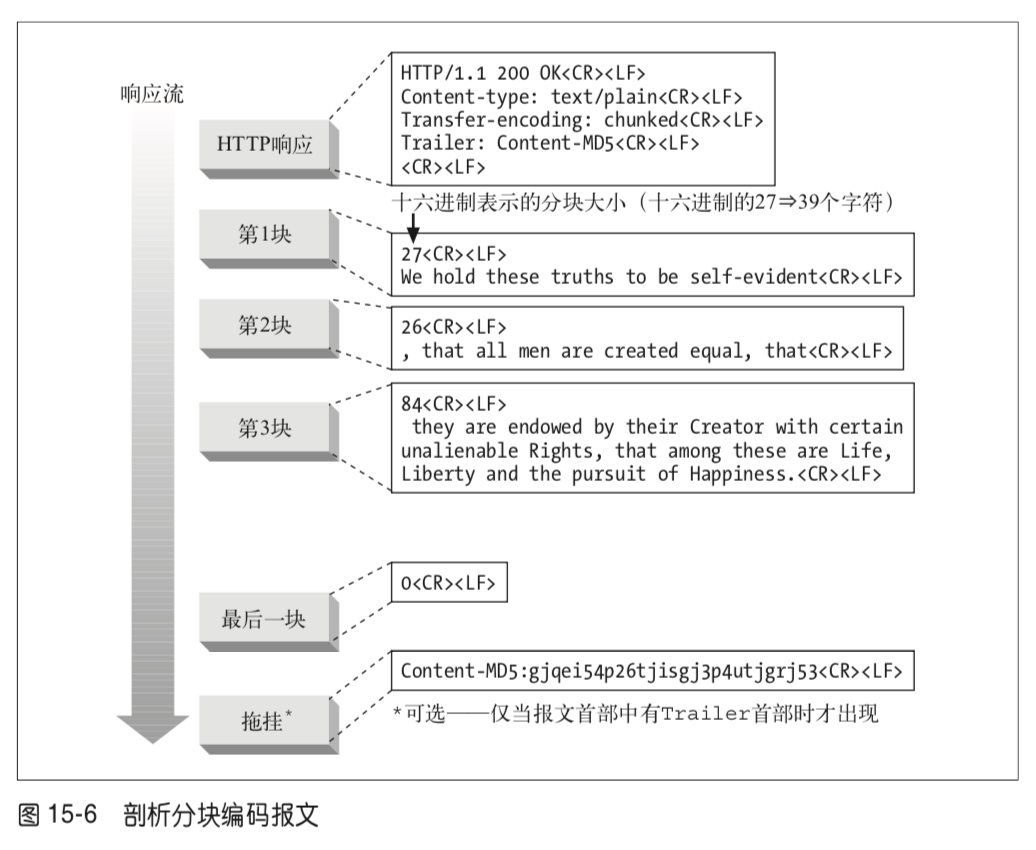 响应流
HTTP响应
HTTP/1.1 200 OK<CR><LF>
Content-type: text/plain<CR><LF>
Transfer-encoding: chunked<CR><LF>
Trailer: Content-MD5<CR><LF>
<CR><LF>
十六进制表示的分块大小（十六进制的27⇒39个字符）
第1块
27<CR><LF>
We hold these truths to be self-evident<CR><LF>
第2块
26<CR><LF>
, that all men are created equal, that<CR><LF>
第3块
84<CR><LF>
they are endowed by their Creator with certain
unalienable Rights, that among these are Life,
Liberty and the pursuit of Happiness.<CR><LF>
最后一块
0<CR><LF>
拖挂*
Content-MD5:gjqei54p26tjisgj3p4utjgrj53<CR><LF>
*可选——仅当报文首部中有Trailer首部时才出现
图 15-6 剖析分块编码报文